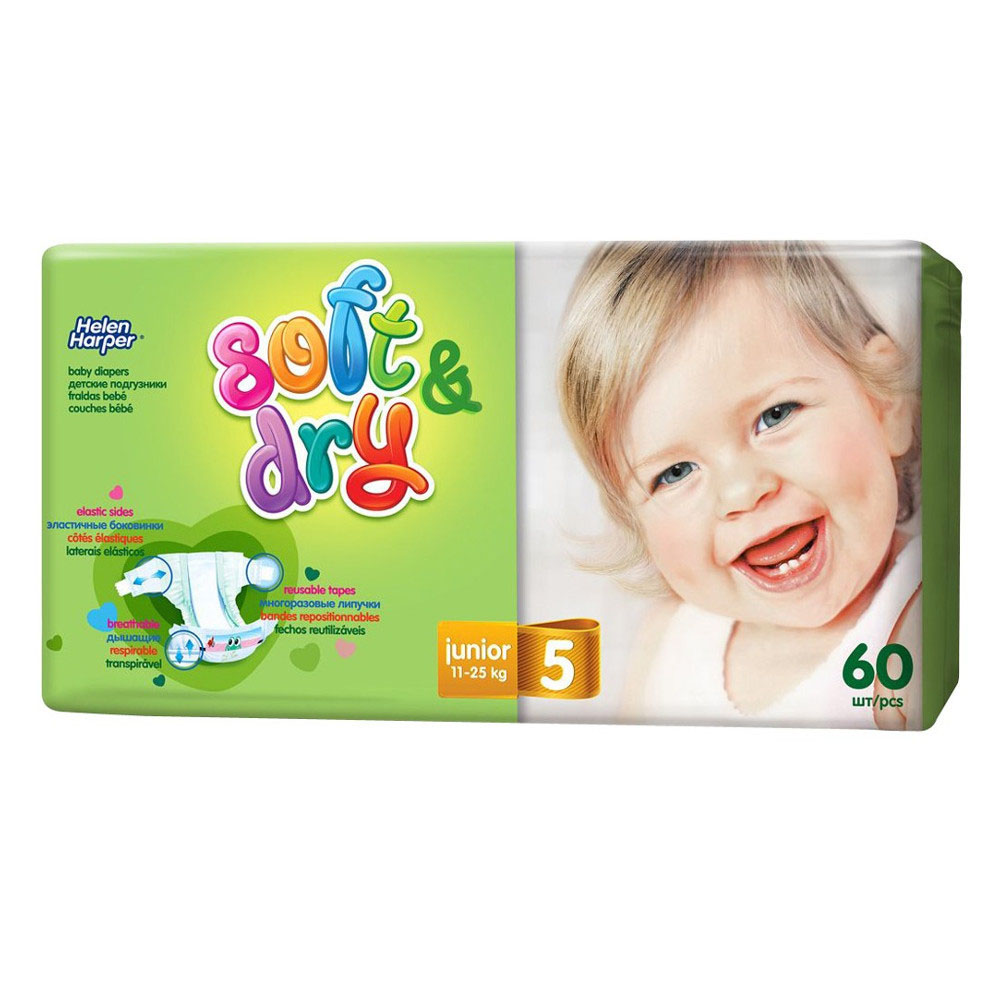 Helen
Harper®
baby diapers
детские подгузники
fraldas bebé
couches bébé
soft &
dry
elastic sides
эластичные боковинки
côtés élastiques
laterais elásticos
reusable tapes
многоразовые липучки
bandes repositionnables
fechos reutilizáveis
breathable
дышащие
respirable
transpirável
junior
11-25 kg
5
60
шт/pcs